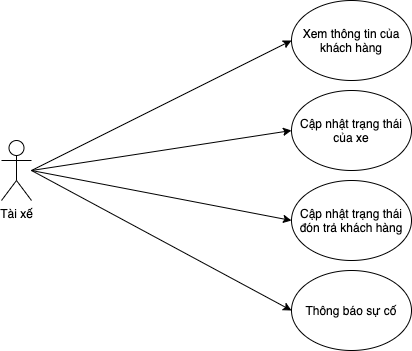 Xem thông tin của
khách hàng
Cập nhật trạng thái
của xe
Tài xế
Cập nhật trạng thái
đón trả khách hàng
Thông báo sự cố